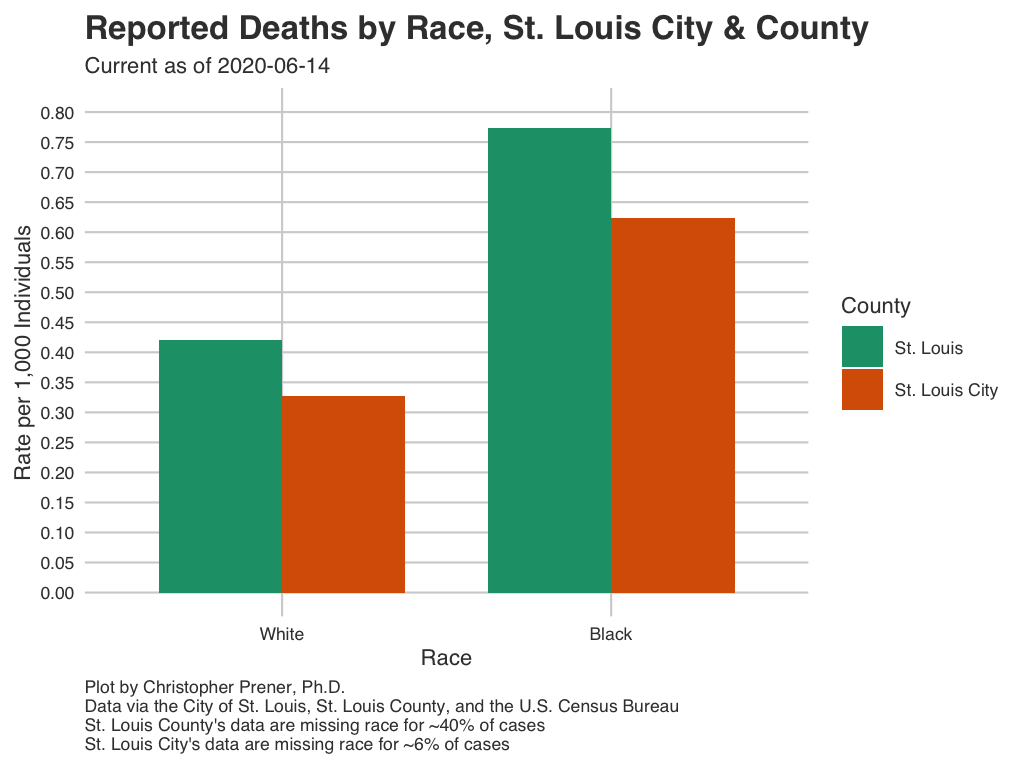 Reported Deaths by Race, St. Louis City & County
Current as of 2020-06-14
Rate per 1,000 Individuals
0.80
0.75
0.70
0.65
0.60
0.55
0.50
0.45
0.40
0.35
0.30
0.25
0.20
0.15
0.10
0.05
0.00
White
Black
Race
County
St. Louis
St. Louis City
Plot by Christopher Prener, Ph.D.
Data via the City of St. Louis, St. Louis County, and the U.S. Census Bureau
St. Louis County's data are missing race for ~40% of cases
St. Louis City's data are missing race for ~6% of cases